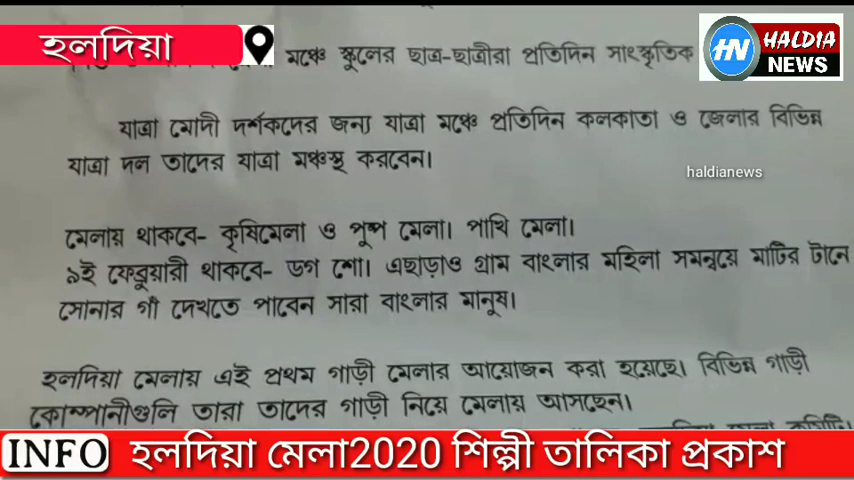 হলদিয়া
HN HALDIA NEWS
মঞ্চে স্কুলের ছাত্র-ছাত্রীরা প্রতিদিন সাংস্কৃতিক
যাত্রা মোদী দর্শকদের জন্য যাত্রা মঞ্চে প্রতিদিন কলকাতা ও জেলার বিভিন্ন
যাত্রা দল তাদের যাত্রা মঞ্চস্থ করবেন।
haldianews
মেলায় থাকবে- কৃষিমেলা ও পুষ্প মেলা। পাখি মেলা।
৯ই ফেব্রুয়ারী থাকবে- ডগ শো। এছাড়াও গ্রাম বাংলার মহিলা সমন্বয়ে মাটির টানে
সোনার গাঁ দেখতে পাবেন সারা বাংলার মানুষ।
হলদিয়া মেলায় এই প্রথম গাড়ী মেলার আয়োজন করা হয়েছে। বিভিন্ন গাড়ী
কোম্পানীগুলি তারা তাদের গাড়ী নিয়ে মেলায় আসছেন।
INFO হলদিয়া মেলা2020 শিল্পী তালিকা প্রকাশ